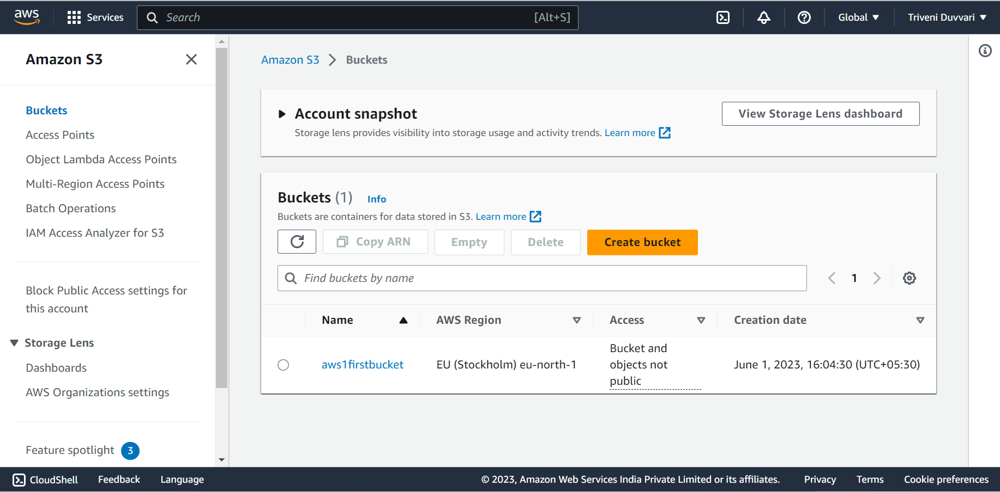 aws
Services
Search
[Alt+S]
Global
Triveni Duvvari
Amazon S3
Buckets
Access Points
Object Lambda Access Points
Multi-Region Access Points
Batch Operations
IAM Access Analyzer for S3
Block Public Access settings for
this account
Storage Lens
Dashboards
AWS Organizations settings
Feature spotlight 3
Amazon S3 > Buckets
Account snapshot
Storage lens provides visibility into storage usage and activity trends. Learn more
View Storage Lens dashboard
Buckets (1) Info
Buckets are containers for data stored in S3. Learn more
Copy ARN
Empty
Delete
Create bucket
Find buckets by name
1
Name
AWS Region
Access
Creation date
aws1firstbucket
EU (Stockholm) eu-north-1
Bucket and
objects not
public
June 1, 2023, 16:04:30 (UTC+05:30)
CloudShell
Feedback
Language
© 2023, Amazon Web Services India Private Limited or its affiliates.
Privacy
Terms
Cookie preferences